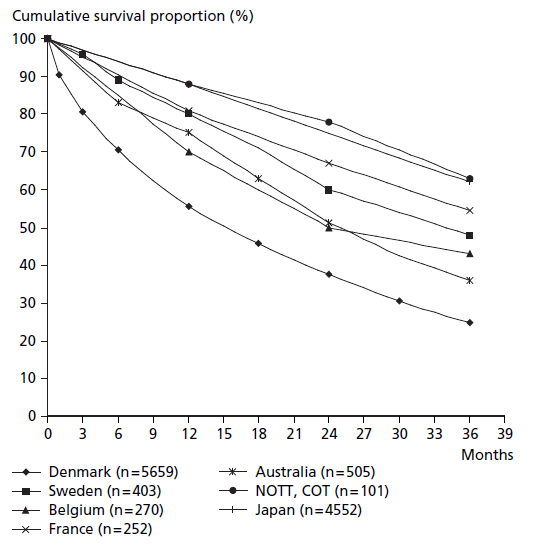 Cumulative survival proportion (%)
100
90
80
70
60
50
40
30
20
10
0
0 3 6 9 12 15 18 21 24 27 30 33 36 39
Months
Denmark (n=5659)
Sweden (n=403)
Belgium (n=270)
France (n=252)
Australia (n=505)
NOTT, COT (n=101)
Japan (n=4552)